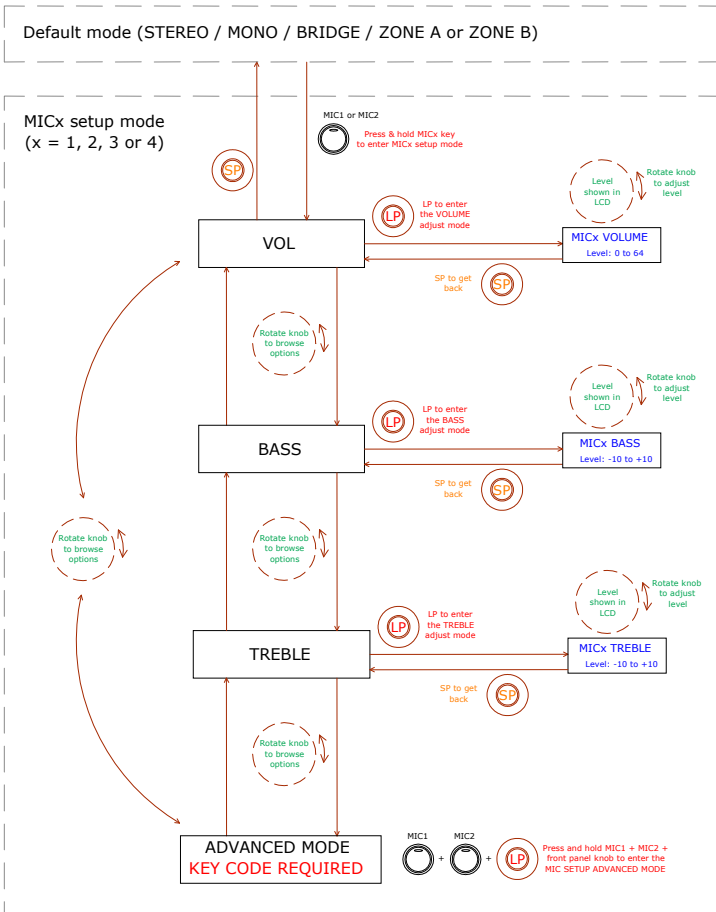 Default mode (STEREO / MONO / BRIDGE / ZONE A or ZONE B)
MICx setup mode
(x = 1, 2, 3 or 4)
MIC1 or MIC2
Press & hold MICx key
to enter MICx setup mode
SP
LP
LP to enter
the VOLUME
adjust mode
Level
shown in
LCD
Rotate knob
to adjust
level
VOL
MICx VOLUME
Level: 0 to 64
SP to get
back
SP
Rotate knob
to browse
options
LP
LP to enter
the BASS
adjust mode
Level
shown in
LCD
Rotate knob
to adjust
level
BASS
MICx BASS
Level: -10 to +10
SP to get
back
SP
Rotate knob
to browse
options
Rotate knob
to browse
options
LP
LP to enter
the TREBLE
adjust mode
Level
shown in
LCD
Rotate knob
to adjust
level
TREBLE
MICx TREBLE
Level: -10 to +10
SP to get
back
SP
Rotate knob
to browse
options
ADVANCED MODE
KEY CODE REQUIRED
MIC1
MIC2
+
+
LP
Press and hold MIC1 + MIC2 +
front panel knob to enter the
MIC SETUP ADVANCED MODE